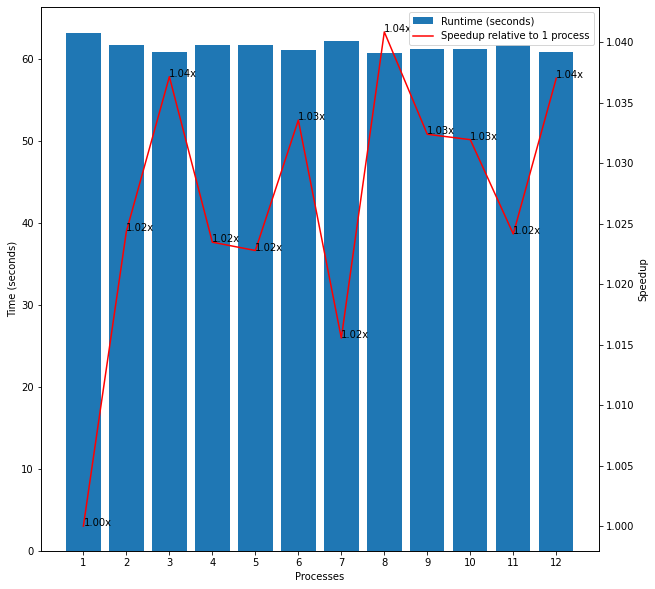 Runtime (seconds)
Speedup relative to 1 process
1.00x
1.02x
1.04x
1.02x
1.02x
1.03x
1.02x
1.04x
1.03x
1.03x
1.02x
1.04x
60
50
40
30
20
10
0
Time (seconds)
1.040
1.035
1.030
1.025
1.020
1.015
1.010
1.005
1.000
Speedup
1 2 3 4 5 6 7 8 9 10 11 12
Processes